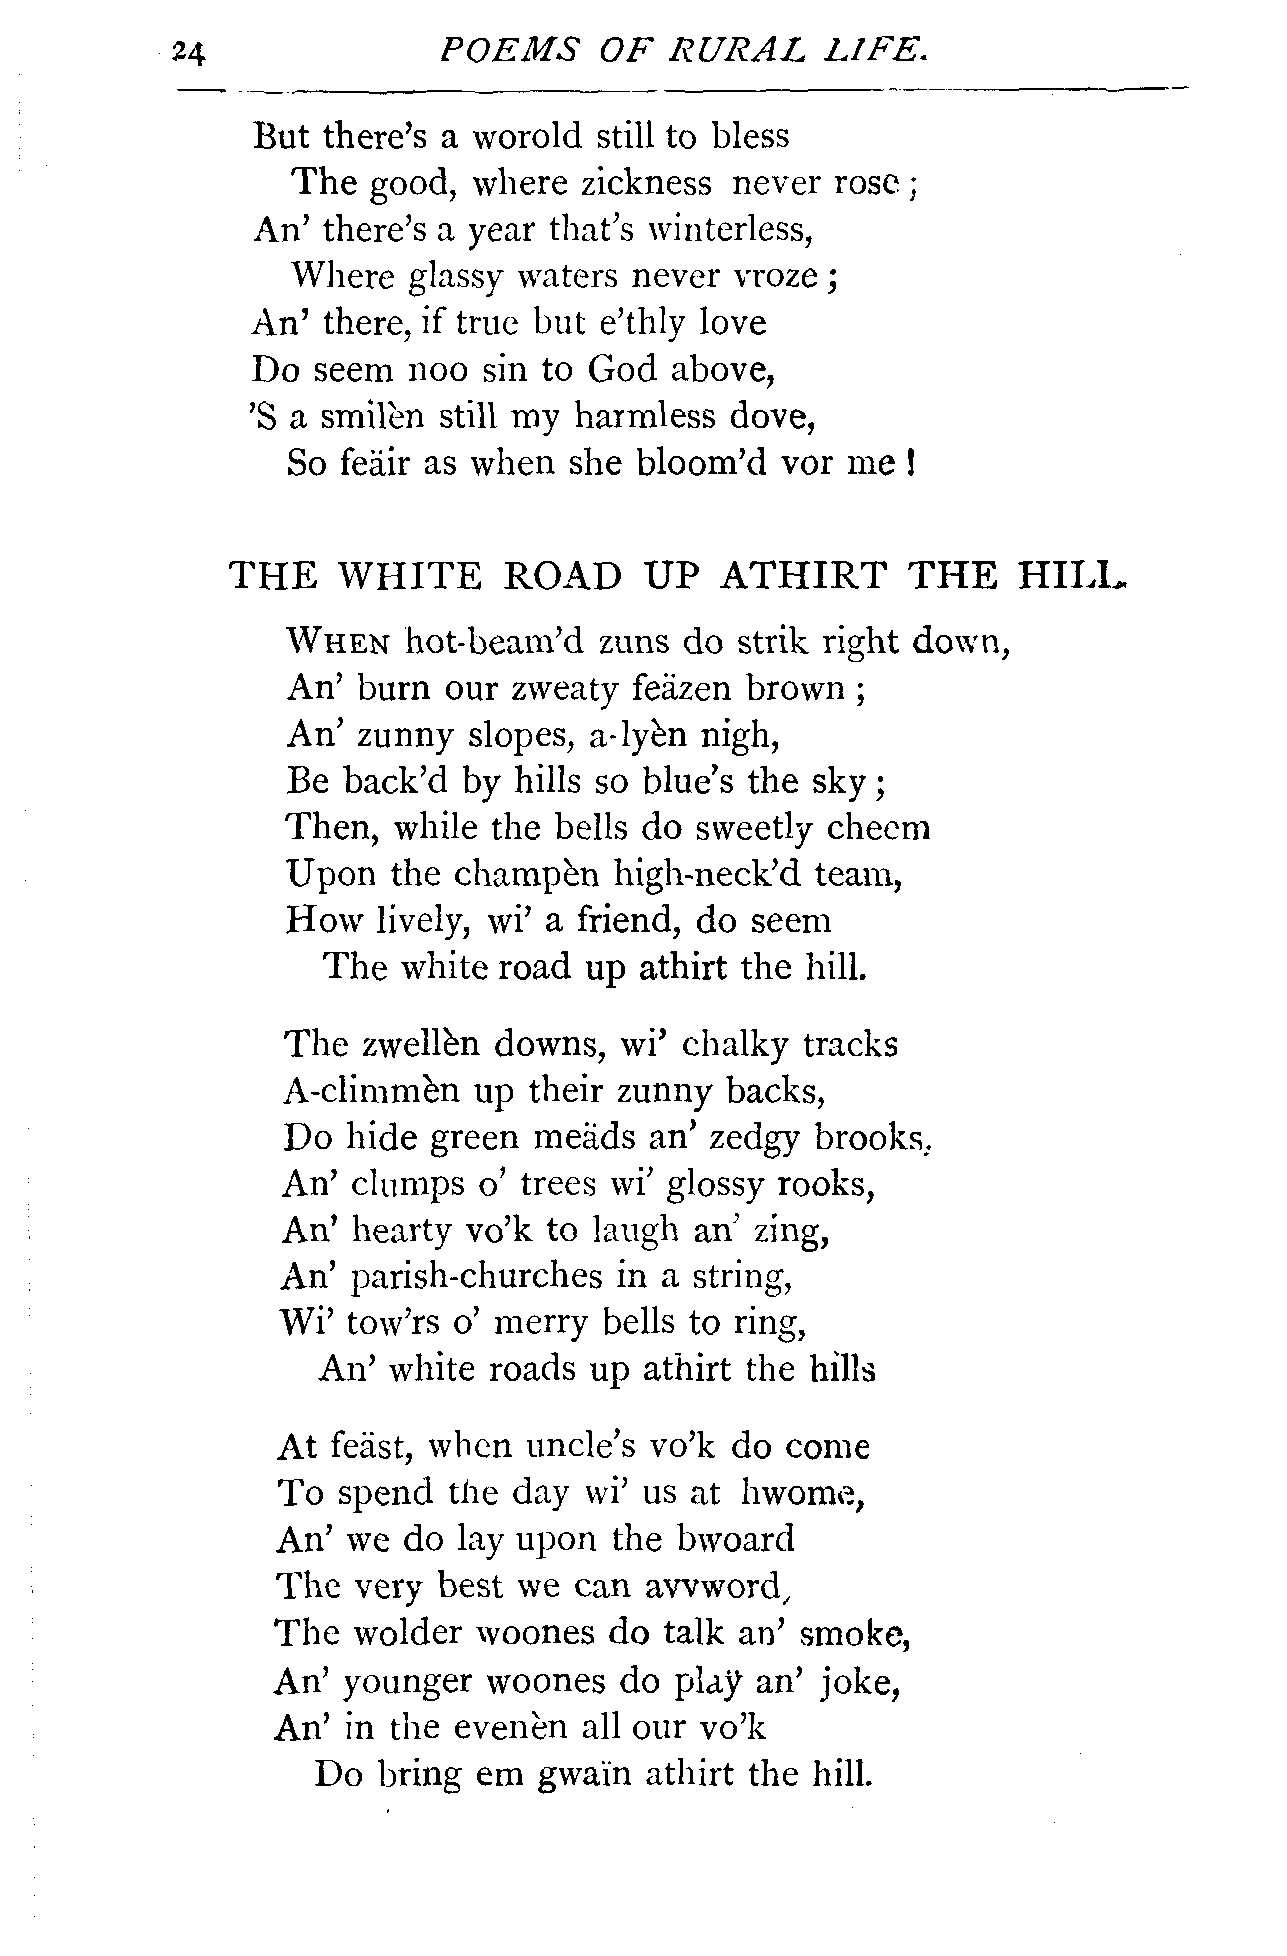 24 POEMS OF RURAL LIFE.
But there's a worold still to bless
The good, where zickness never rose ;
An' there's a year that's winterless,
Where glassy waters never vroze ;
An' there, if true but e'thly love
Do seem noo sin to God above,
'S a smilèn still my harmless dove,
So feäir as when she bloom'd vor me !
THE WHITE ROAD UP ATHIRT THE HILL.
WHEN hot-beam'd zuns do strik right down,
An' burn our zweaty feäzen brown ;
An' zunny slopes, a-lyèn nigh,
Be back'd by hills so blue's the sky ;
Then, while the bells do sweetly cheem
Upon the champèn high-neck'd team,
How lively, wi' a friend, do seem
The white road up athirt the hill.
The zwellèn downs, wi' chalky tracks
A-climmèn up their zunny backs,
Do hide green meäds an' zedgy brooks,
An' clumps o' trees wi' glossy rooks,
An' hearty vo'k to laugh an' zing,
An' parish-churches in a string,
Wi' tow'rs o' merry bells to ring,
An' white roads up athirt the hills
At feäst, when uncle's vo'k do come
To spend the day wi' us at hwome,
An' we do lay upon the bwoard
The very best we can avvword,
The wolder woones do talk an' smoke,
An' younger woones do plaÿ an' joke,
An' in the evenèn all our vo'k
Do bring em gwaïn athirt the hill.